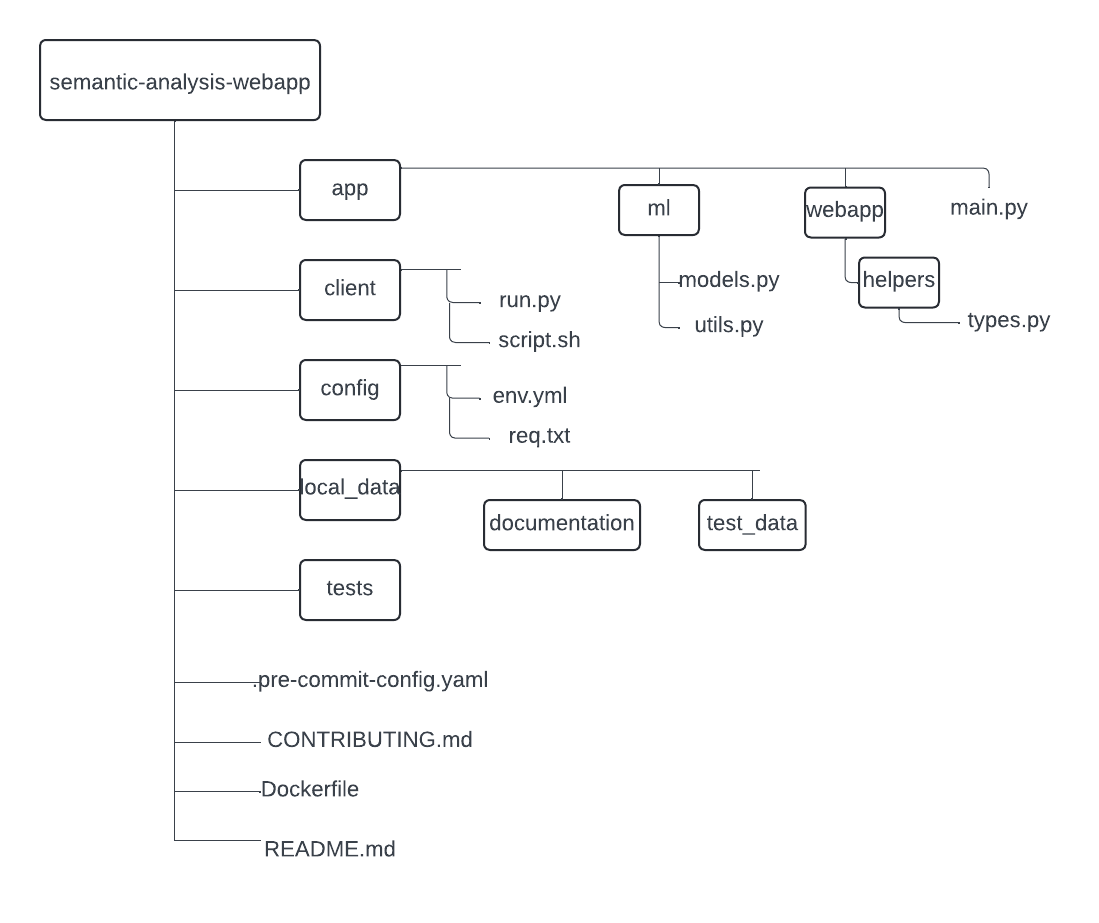 semantic-analysis-webapp
app
ml
webapp
main.py
models.py
helpers
utils.py
types.py
client
run.py
script.sh
config
env.yml
req.txt
local_data
documentation
test_data
tests
.pre-commit-config.yaml
CONTRIBUTING.md
Dockerfile
README.md